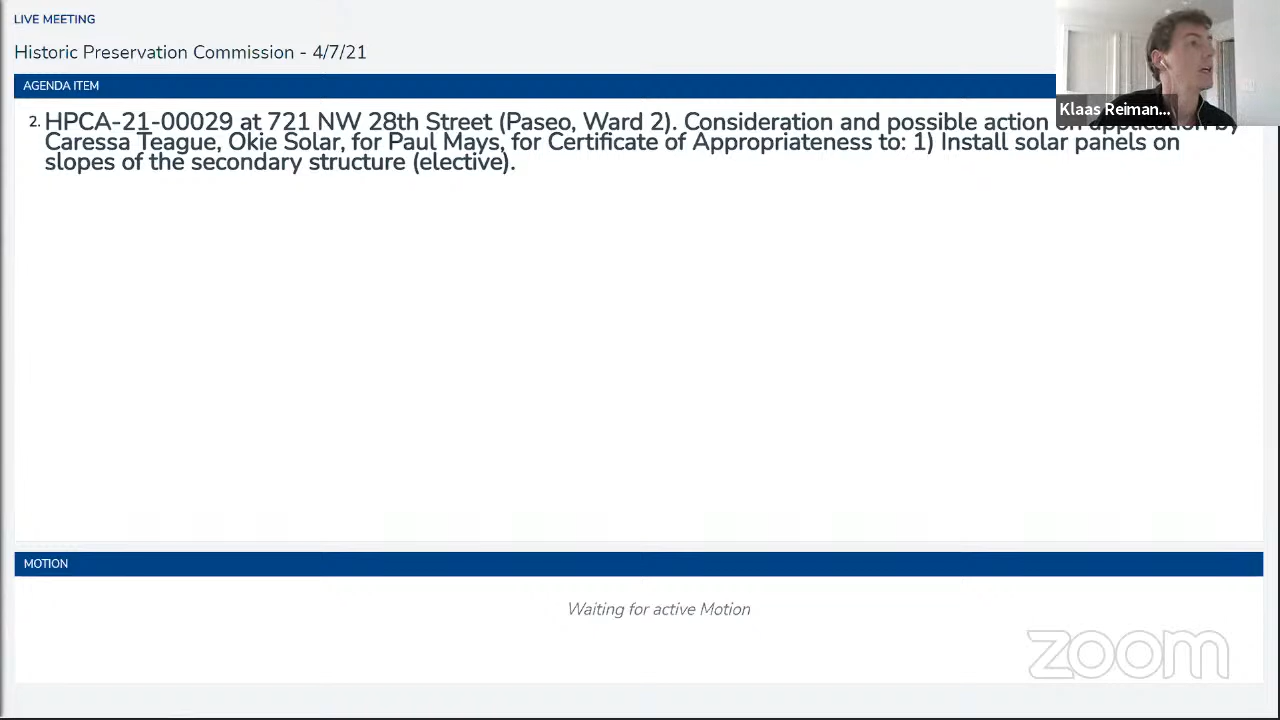 LIVE MEETING
Historic Preservation Commission - 4/7/21
AGENDA ITEM
Klaas Reiman...
2. HPCA-21-00029 at 721 NW 28th Street (Paseo, Ward 2). Consideration and possible action on application by
Caressa Teague, Okie Solar, for Paul Mays, for Certificate of Appropriateness to: 1) Install solar panels on
slopes of the secondary structure (elective).
MOTION
Waiting for active Motion
zoom